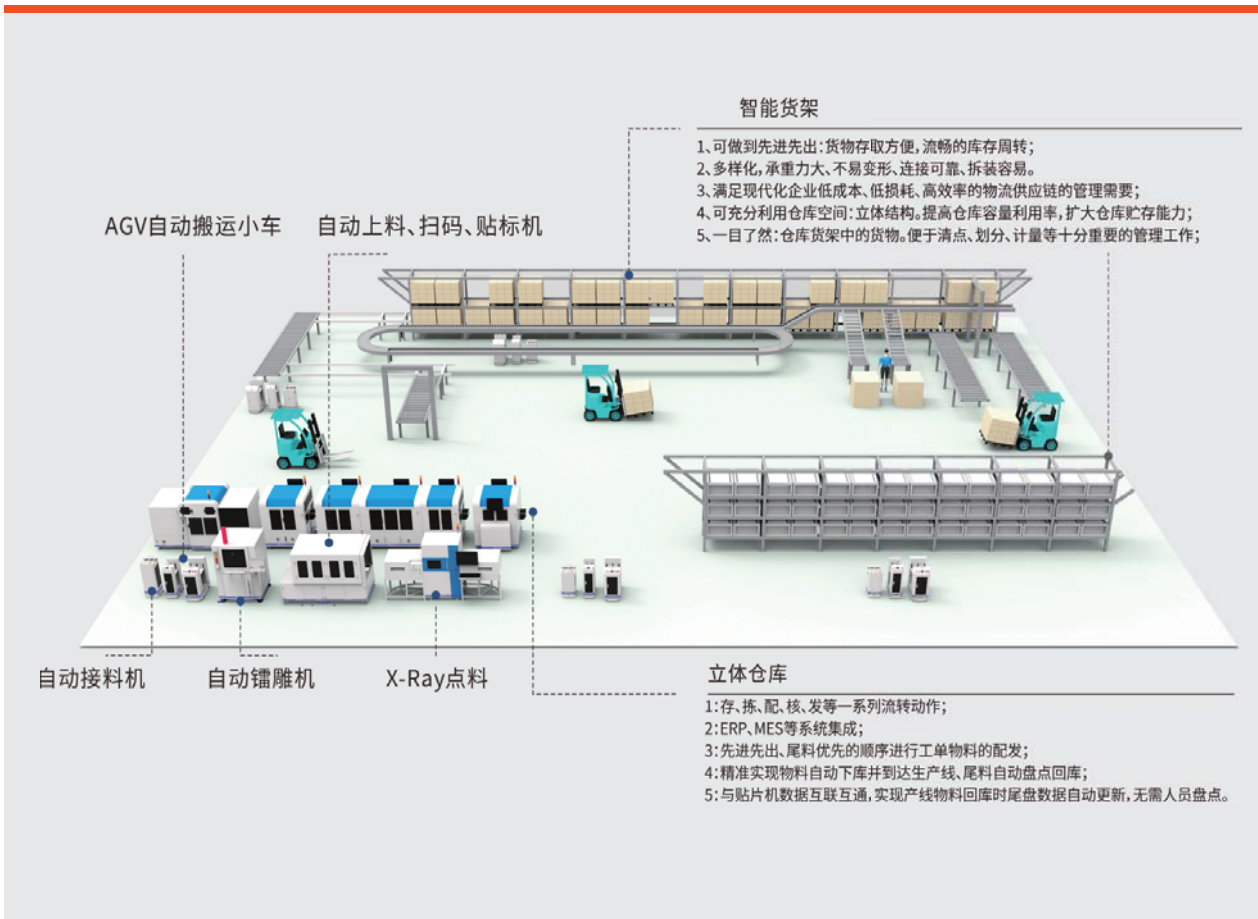 智能货架
1、可做到先进先出：货物存取方便，流畅的库存周转；
2、多样化，承重力大、不易变形、连接可靠、拆装容易。
3、满足现代化企业低成本、低损耗、高效率的物流供应链的管理需要；
4、可充分利用仓库空间：立体结构。提高仓库容量利用率，扩大仓库贮存能力；
5、一目了然：仓库货架中的货物。便于清点、划分、计量等十分重要的管理工作；
AGV自动搬运小车
自动上料、扫码、贴标机
自动接料机
自动镭雕机
X-Ray点料
立体仓库
1：存、拣、配、核、发等一系列流转动作；
2：ERP、MES等系统集成；
3：先进先出、尾料优先的顺序进行工单物料的配发；
4：精准实现物料自动下库并到达生产线、尾料自动盘点回库；
5：与贴片机数据互联互通，实现产线物料回库时尾盘数据自动更新，无需人员盘点。